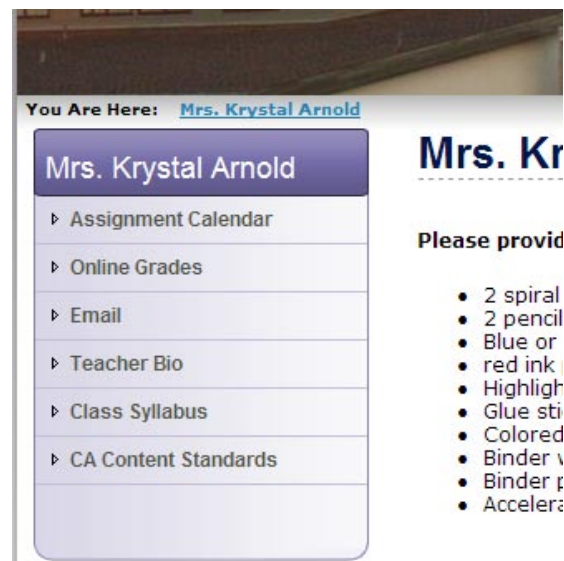 You Are Here: Mrs. Krystal Arnold
Mrs. Krystal Arnold
Assignment Calendar
Online Grades
Email
Teacher Bio
Class Syllabus
CA Content Standards
Mrs. Kr
Please provid
2 spiral
2 pencil
Blue or
red ink
Highligh
Glue sti
Colored
Binder
Binder
Accelera